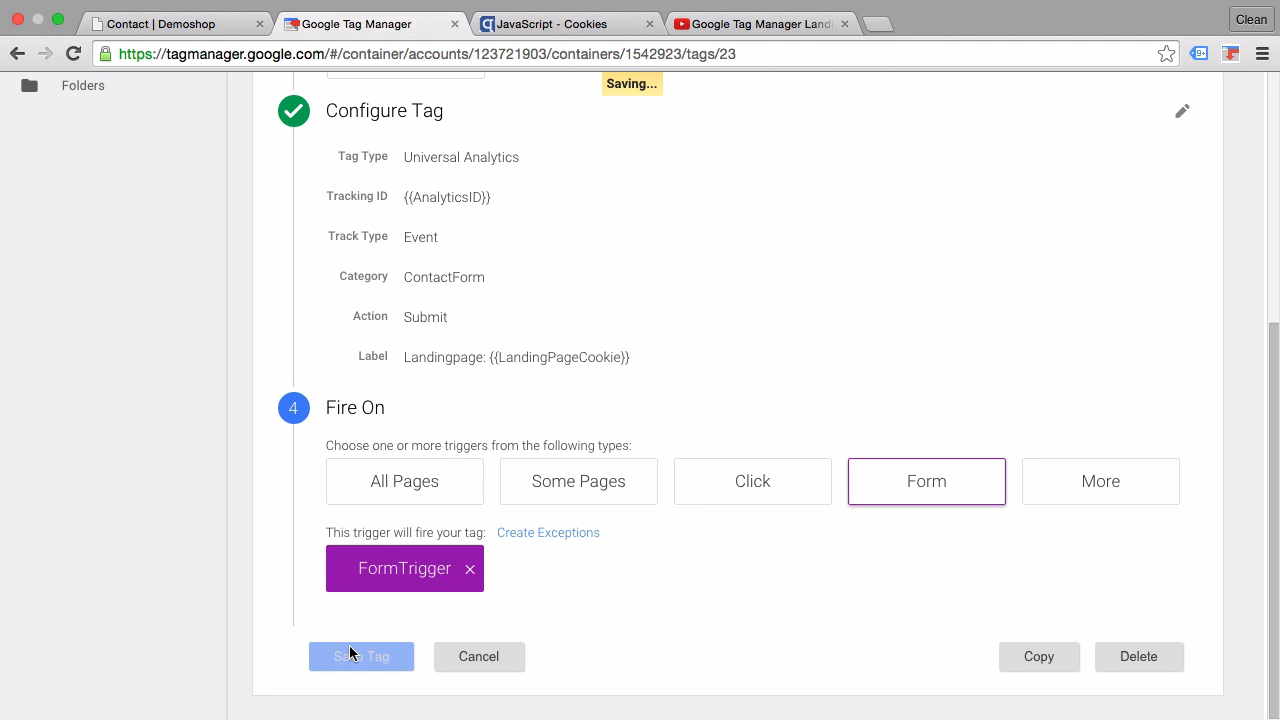 Contact | Demoshop
Google Tag Manager
JavaScript - Cookies
Google Tag Manager Landi
Clean
https://tagmanager.google.com/#/container/accounts/123721903/containers/1542923/tags/23
Folders
Saving...
Configure Tag
Tag Type Universal Analytics
Tracking ID {{AnalyticsID}}
Track Type Event
Category ContactForm
Action Submit
Label Landingpage: {{LandingPageCookie}}
4 Fire On
Choose one or more triggers from the following types:
All Pages
Some Pages
Click
Form
More
This trigger will fire your tag: Create Exceptions
FormTrigger ×
Save Tag
Cancel
Copy
Delete